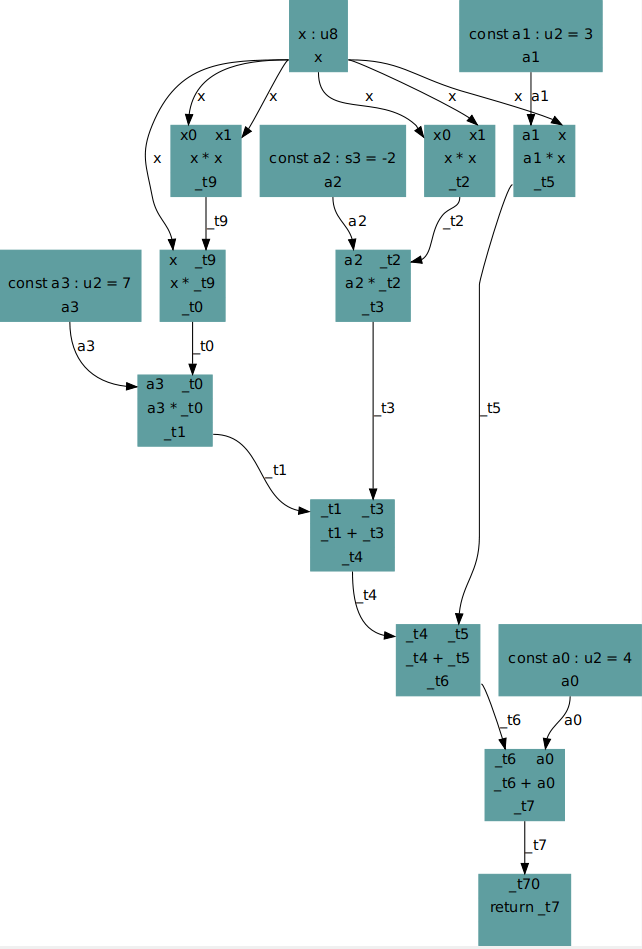 x : u8
x
const a1 : u2 = 3
a1
x
x
x
x
x
x
a1
x0 x1
x * x
_t9
const a2 : s3 = -2
a2
x0 x1
x * x
_t2
a1 x
a1 * x
_t5
_t9
a2
_t2
const a3 : u2 = 7
a3
x _t9
x * _t9
_t0
a2 _t2
a2 * _t2
_t3
a3
_t0
a3 _t0
a3 * _t0
_t1
_t3
_t5
_t1
_t1 _t3
_t1 + _t3
_t4
_t4
_t4 _t5
_t4 + _t5
_t6
const a0 : u2 = 4
a0
_t6
a0
_t6 a0
_t6 + a0
_t7
_t7
_t70
return _t7